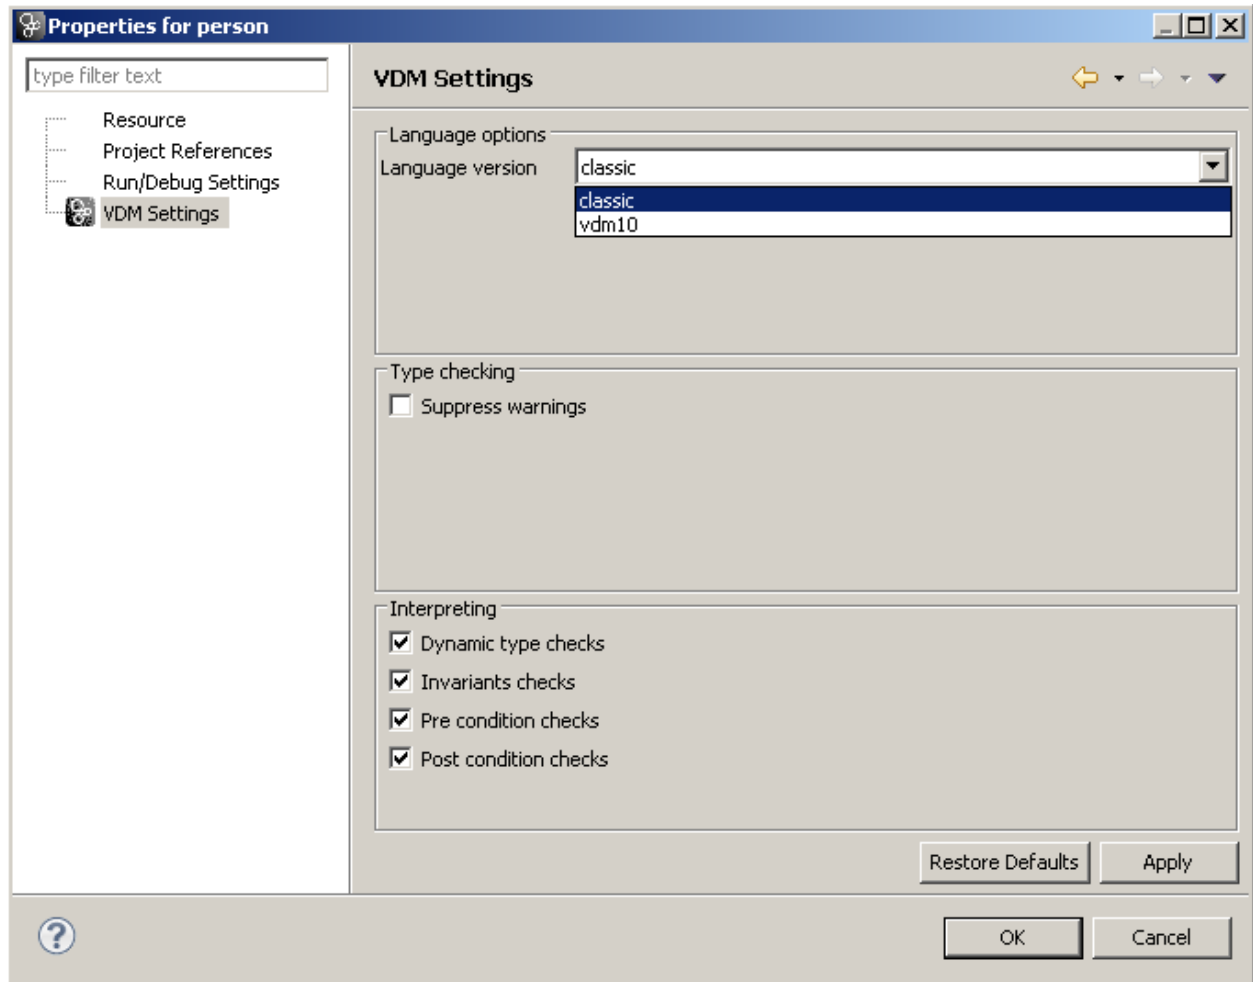 Properties for person
type filter text
Resource
Project References
Run/Debug Settings
VDM Settings
VDM Settings
Language options
Language version
classic
classic
vdm10
Type checking
Suppress warnings
Interpreting
Dynamic type checks
Invariants checks
Pre condition checks
Post condition checks
Restore Defaults
Apply
?
OK
Cancel